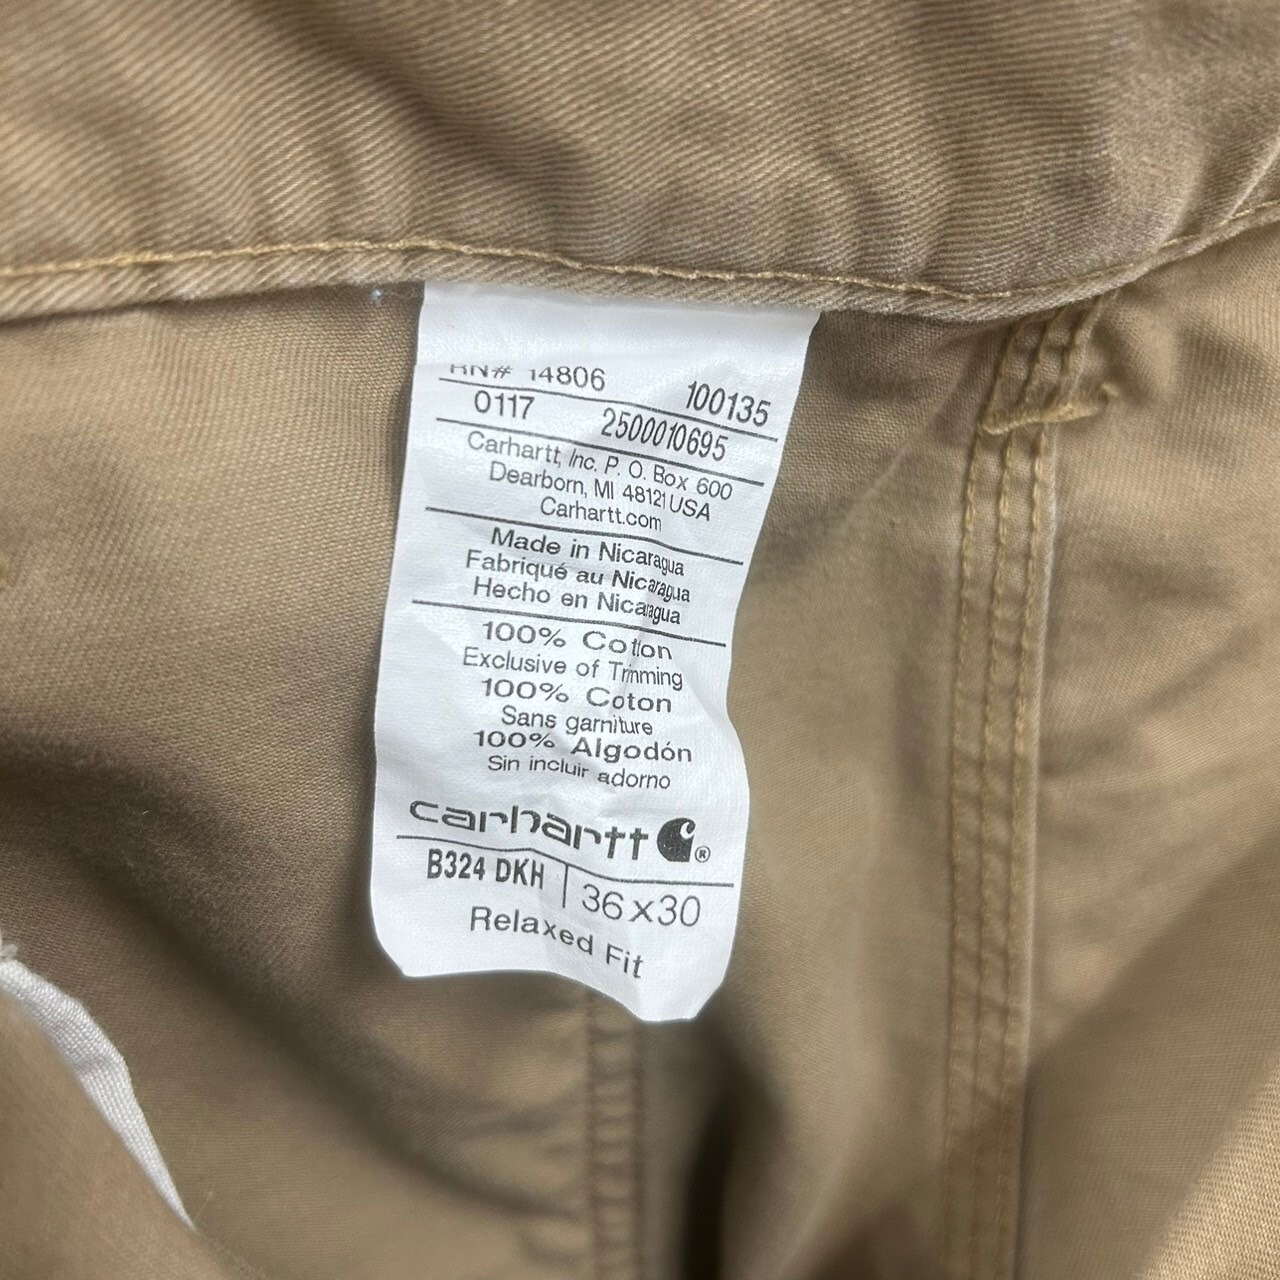 RN# 14806 100135
0117 2500010695
Carhartt, Inc. P. O. Box 600
Dearborn, MI 48121 USA
Carhartt.com
Made in Nicaragua
Fabriqué au Nicaragua
Hecho en Nicaragua
100% Cotton
Exclusive of Trimming
100% Coton
Sans garniture
100% Algodón
Sin incluir adorno
carhartt ®
B324 DKH | 36x30
Relaxed Fit